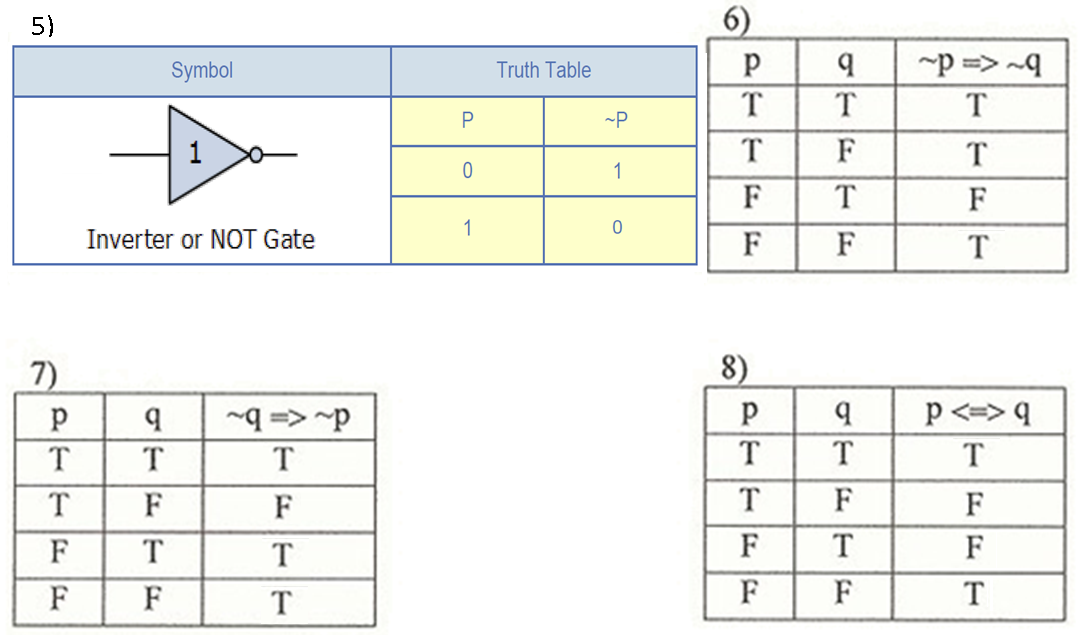 5)
Symbol Truth Table
P ~P
1
0 1
Inverter or NOT Gate
1 0
6)
p q ~p => ~q
T T T
T F T
F T F
F F T
7)
p q ~q => ~p
T T T
T F F
F T T
F F T
8)
p q p <=> q
T T T
T F F
F T F
F F T